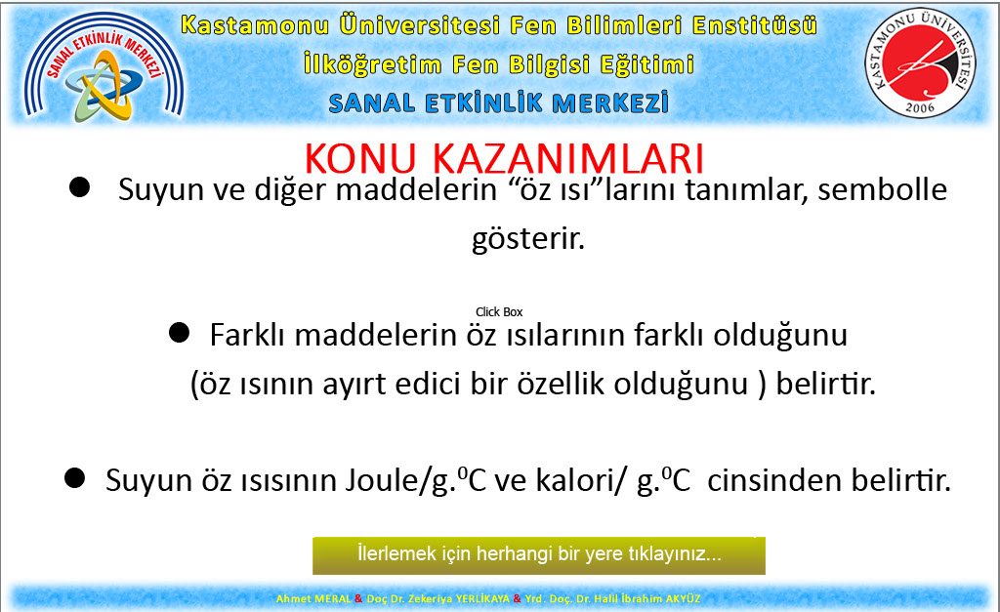 Kastamonu Üniversitesi Fen Bilimleri Enstitüsü
İlköğretim Fen Bilgisi Eğitimi
SANAL ETKİNLİK MERKEZİ
SANAL ETKİNLİK MERKEZİ
KASTAMONU ÜNİVERSİTESİ
2006
KONU KAZANIMLARI
● Suyun ve diğer maddelerin “öz ısı”larını tanımlar, sembolle
gösterir.
Click Box
● Farklı maddelerin öz ısılarının farklı olduğunu
(öz ısının ayırt edici bir özellik olduğunu ) belirtir.
● Suyun öz ısısının Joule/g.⁰C ve kalori/ g.⁰C cinsinden belirtir.
İlerlemek için herhangi bir yere tıklayınız...
Ahmet MERAL & Doç Dr. Zekeriya YERLİKAYA & Yrd. Doç. Dr. Halil İbrahim AKYÜZ